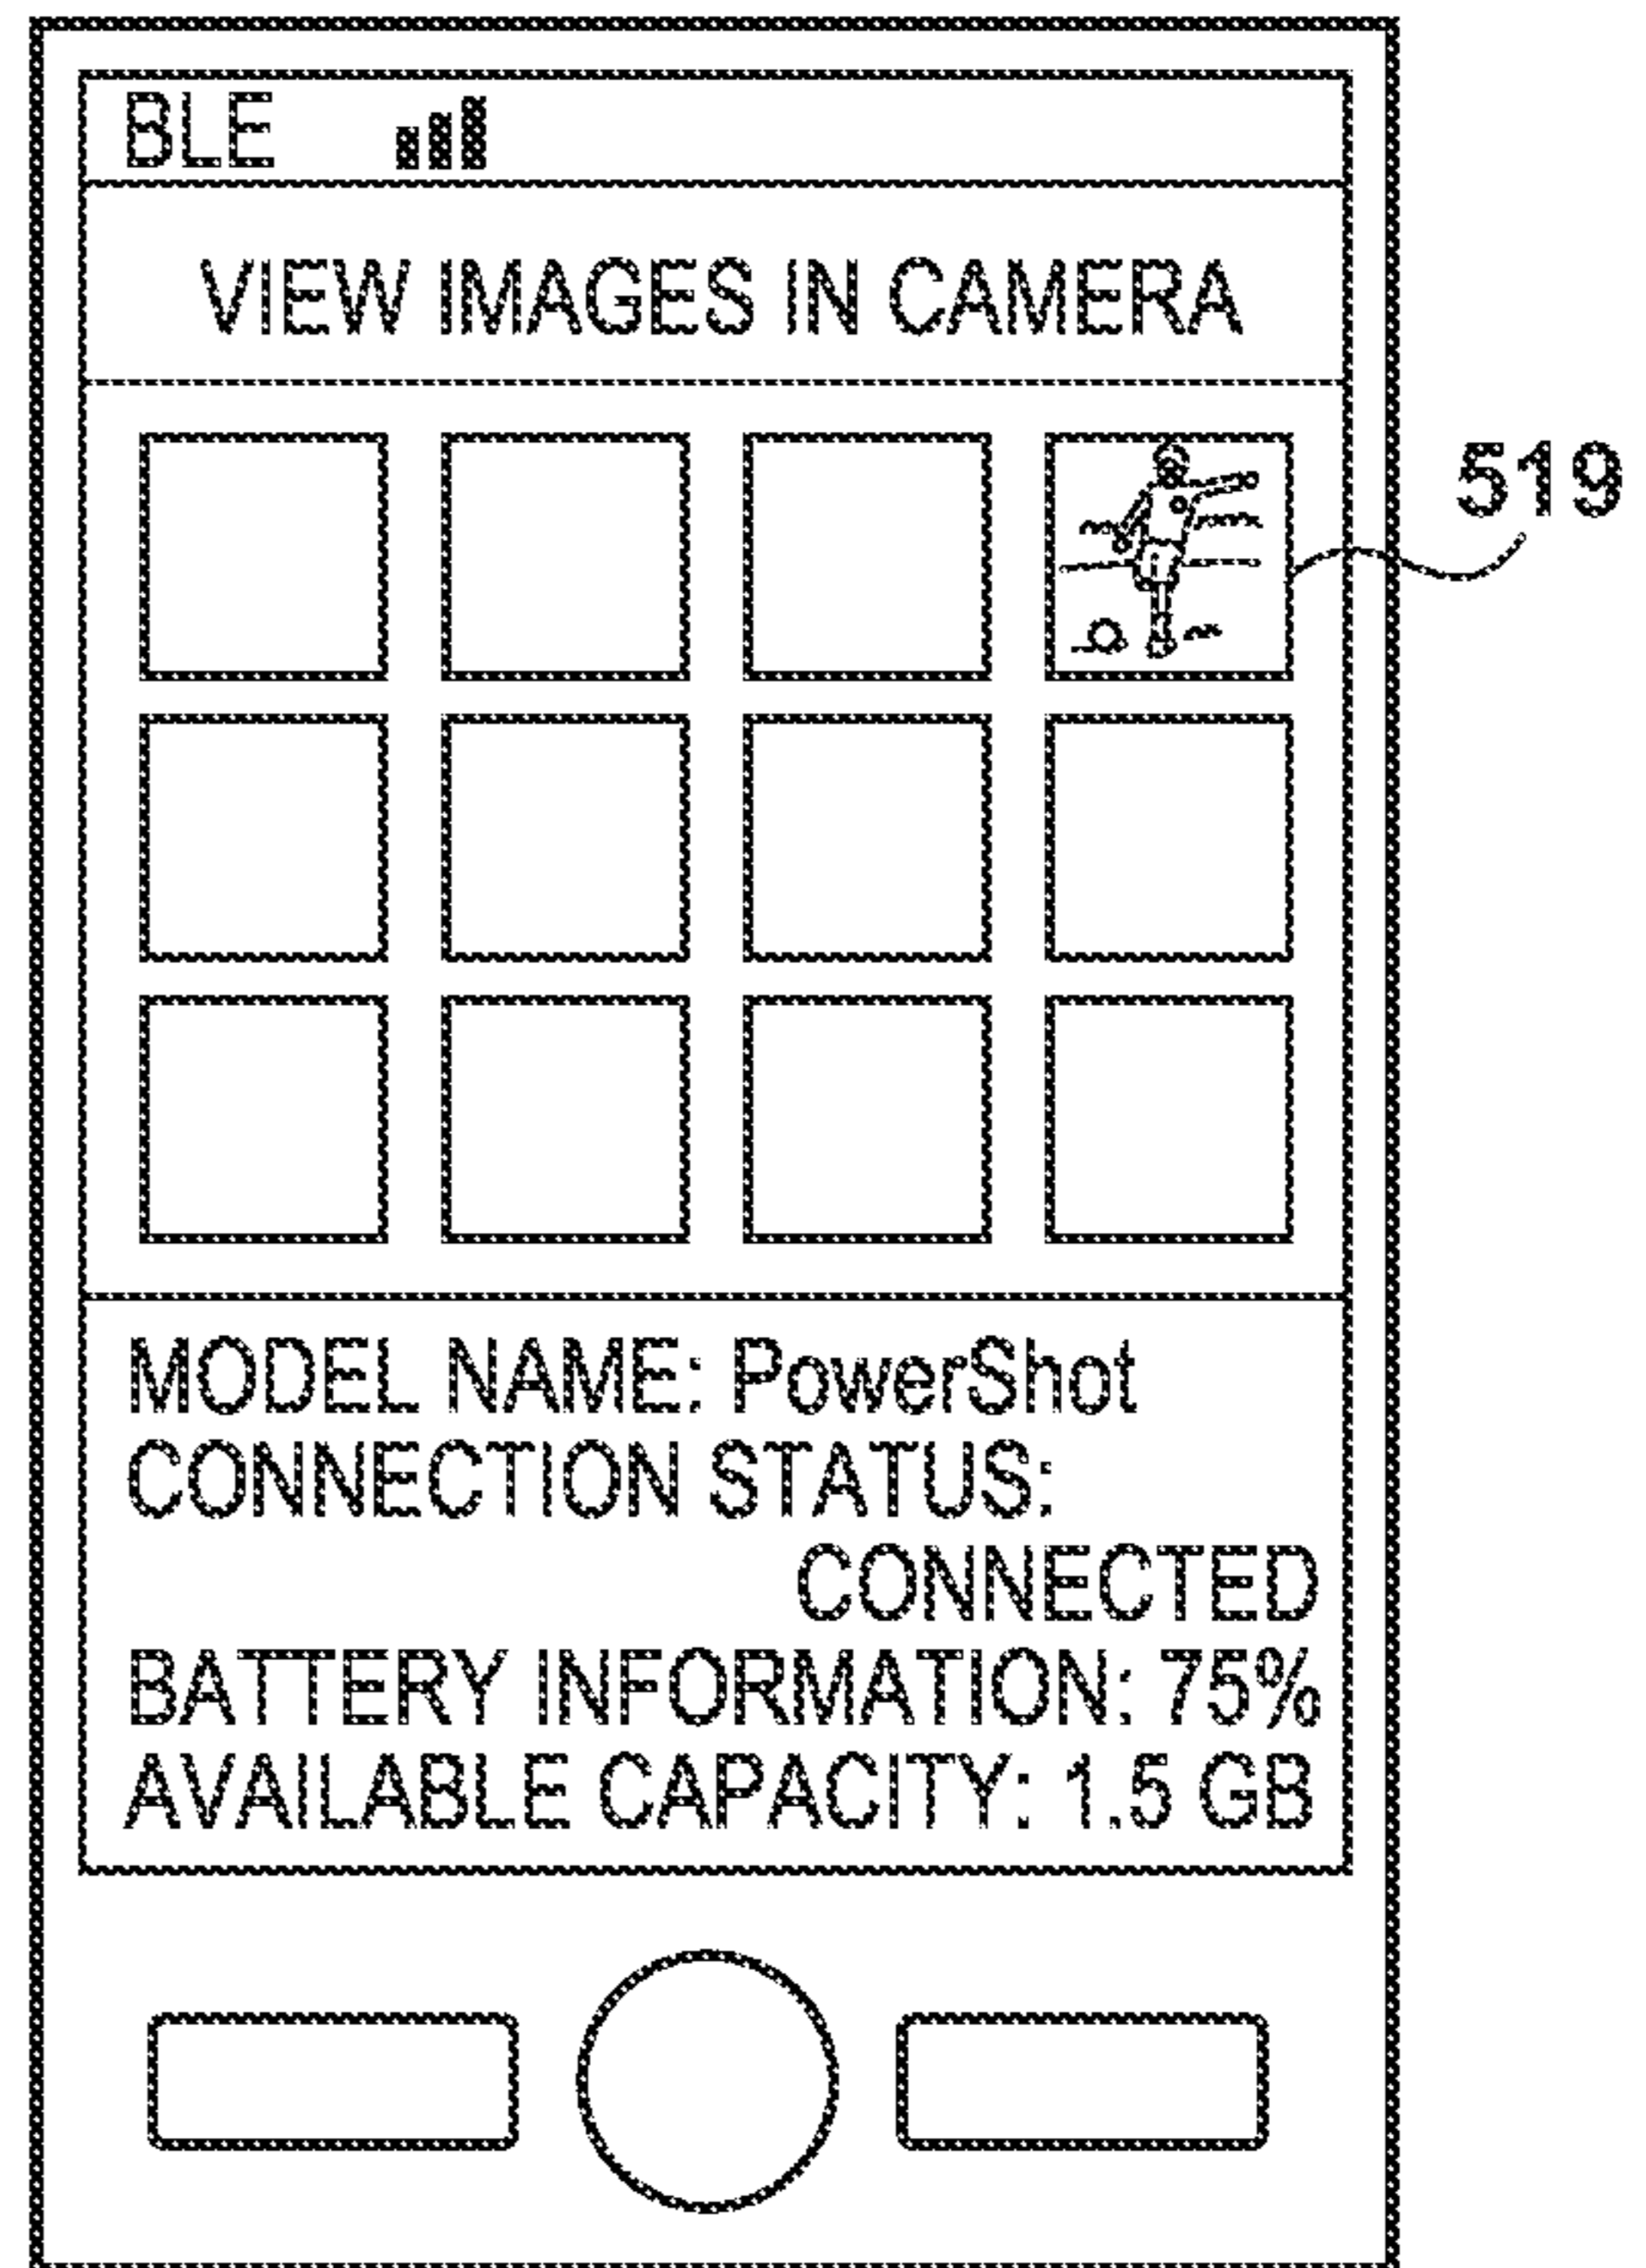 BLE
VIEW IMAGES IN CAMERA
519
MODEL NAME: PowerShot
CONNECTION STATUS:
CONNECTED
BATTERY INFORMATION: 75%
AVAILABLE CAPACITY: 1.5 GB